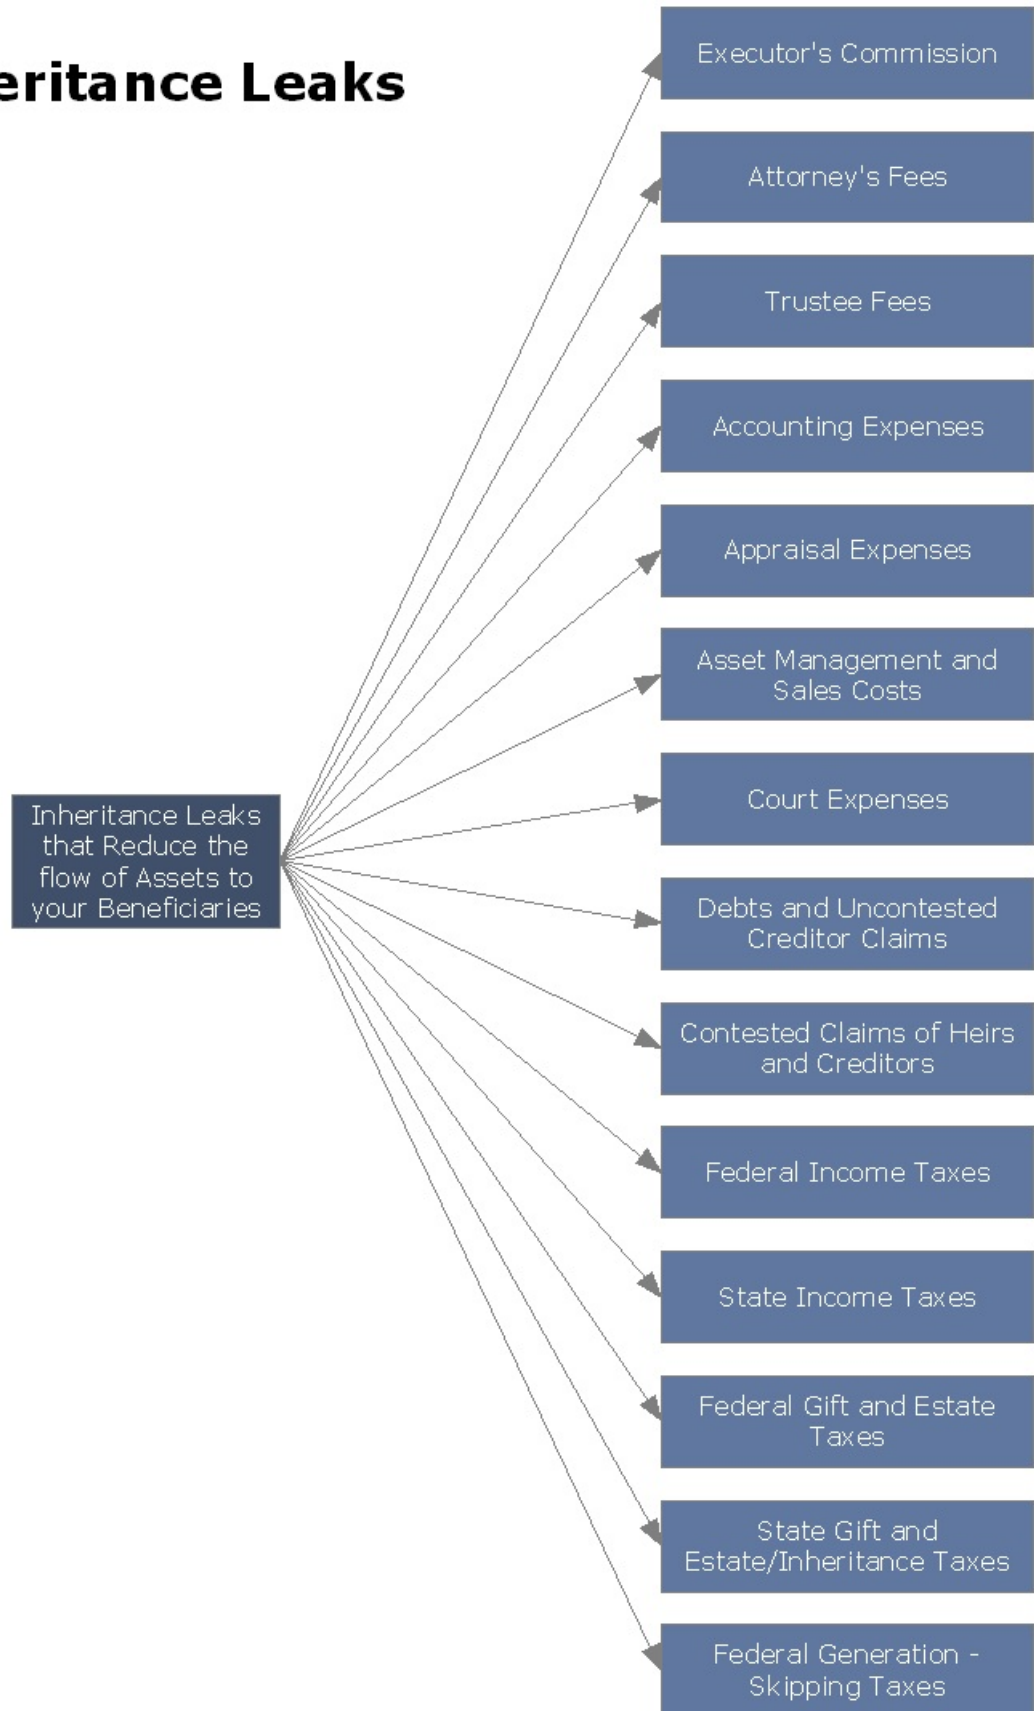 eritance Leaks
Executor's Commission
Attorney's Fees
Trustee Fees
Accounting Expenses
Appraisal Expenses
Asset Management and
Sales Costs
Court Expenses
Inheritance Leaks
that Reduce the
flow of Assets to
your Beneficiaries
Debts and Uncontested
Creditor Claims
Contested Claims of Heirs
and Creditors
Federal Income Taxes
State Income Taxes
Federal Gift and Estate
Taxes
State Gift and
Estate/Inheritance Taxes
Federal Generation -
Skipping Taxes